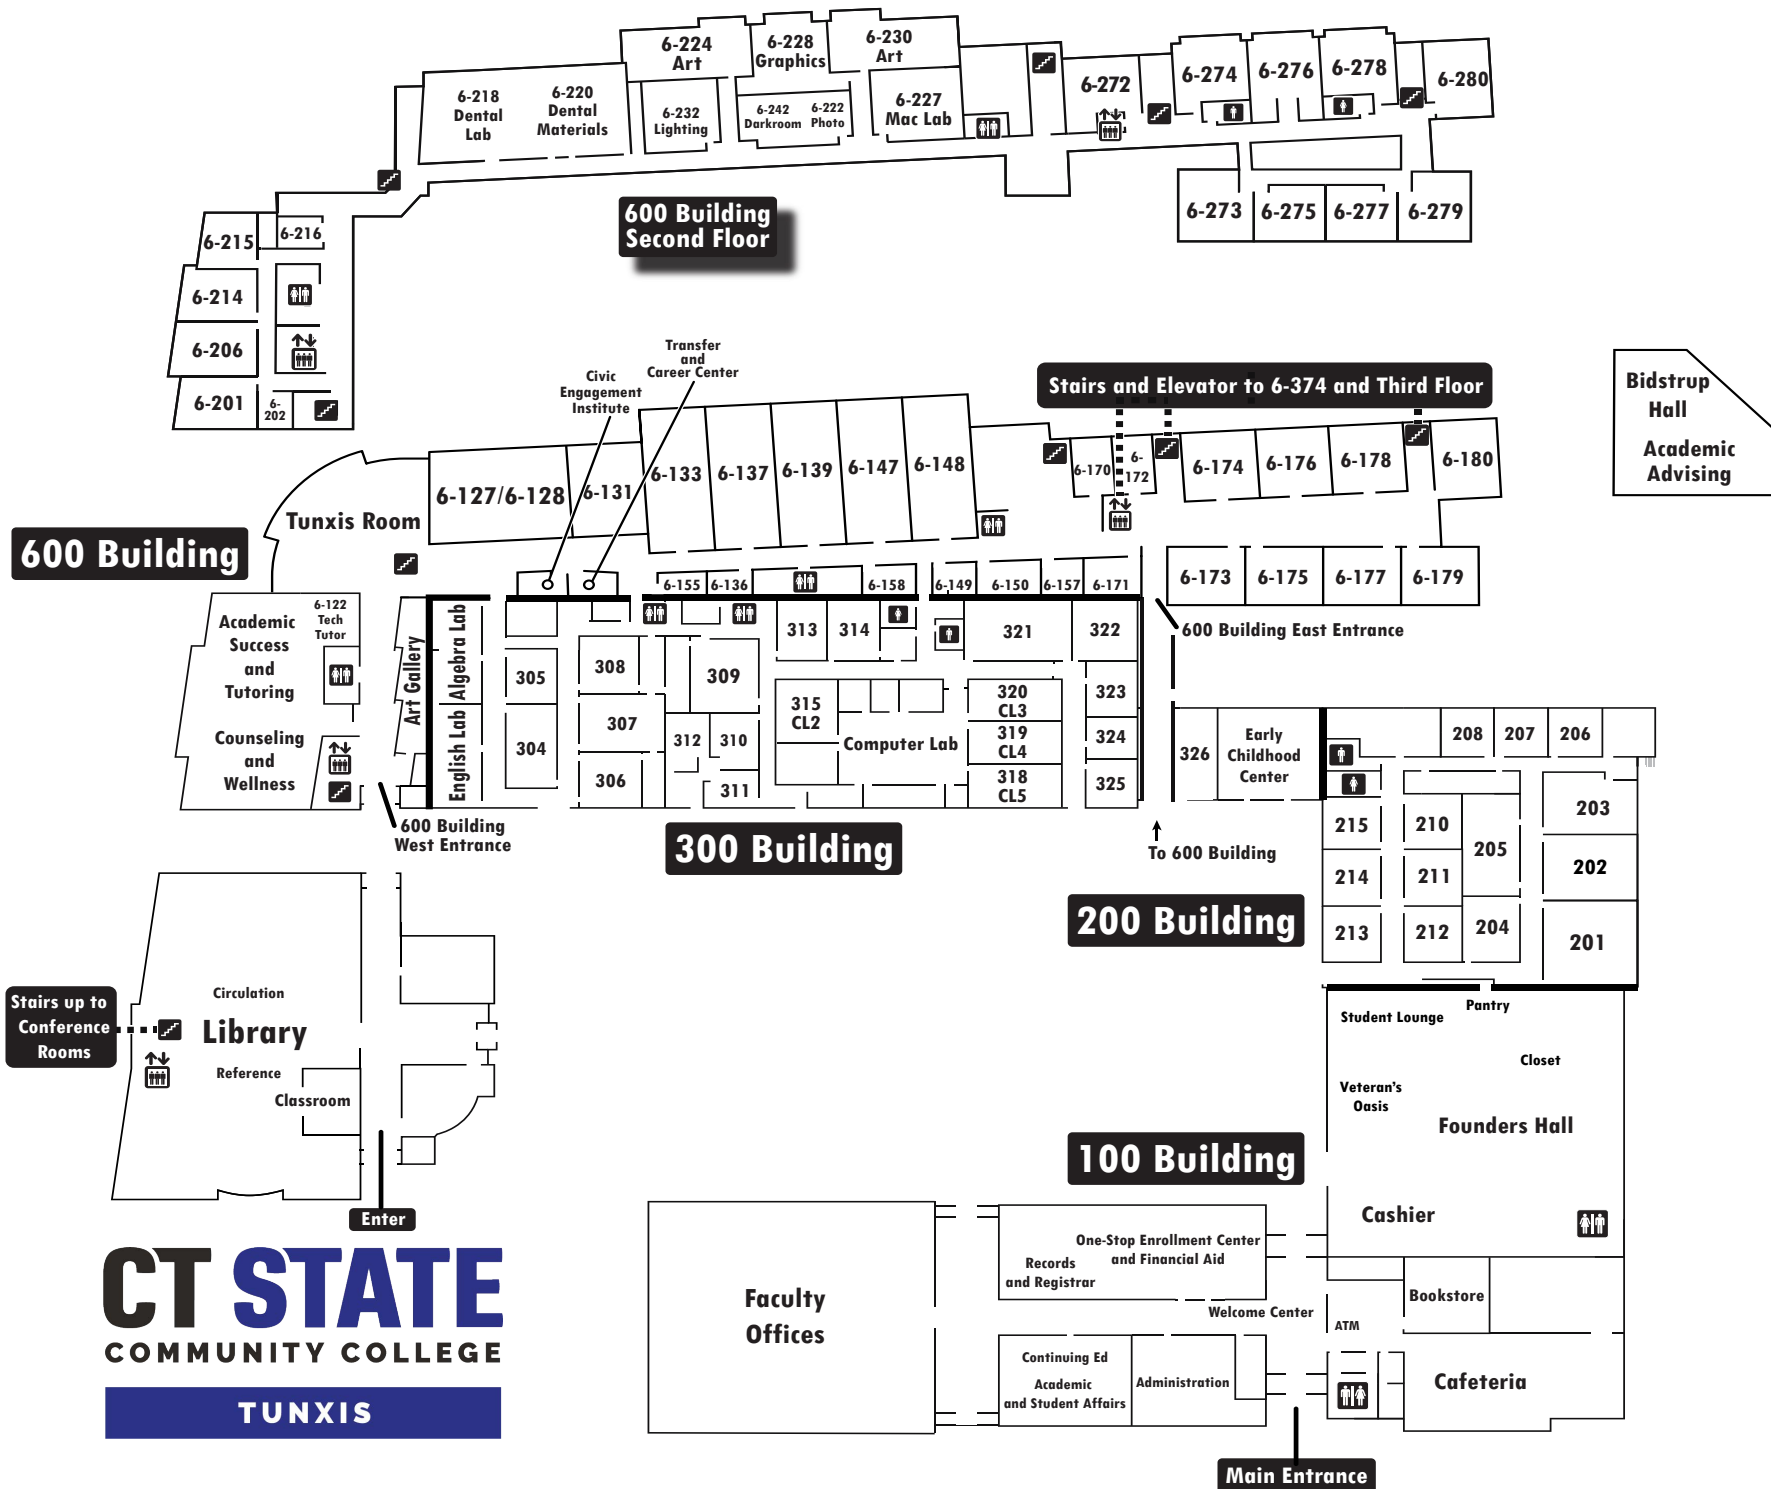 6-224
Art
6-228
Graphics
6-230
Art
6-218
Dental
Lab
6-220
Dental
Materials
6-232
Lighting
6-242
Darkroom
6-222
Photo
6-227
Mac Lab
6-272
6-274
6-276
6-278
6-280
6-273
6-275
6-277
6-279
600 Building
Second Floor
6-215
6-216
6-214
6-206
6-201
6-
202
Transfer
and
Career Center
Civic
Engagement
Institute
Stairs and Elevator to 6-374 and Third Floor
Bidstrup
Hall
Academic
Advising
6-127/6-128
6-131
6-133
6-137
6-139
6-147
6-148
6-170
6-
172
6-174
6-176
6-178
6-180
Tunxis Room
600 Building
6-155
6-136
6-158
6-149
6-150
6-157
6-171
6-173
6-175
6-177
6-179
600 Building East Entrance
Academic
Success
and
Tutoring
6-122
Tech
Tutor
Counseling
and
Wellness
Art Gallery
Algebra Lab
English Lab
305
304
308
307
306
309
312
310
311
313
314
315
CL2
Computer Lab
321
322
320
CL3
319
CL4
318
CL5
323
324
325
326
Early
Childhood
Center
208
207
206
600 Building
West Entrance
300 Building
To 600 Building
200 Building
215
214
213
210
211
212
205
204
203
202
201
Stairs up to
Conference
Rooms
Circulation
Library
Reference
Classroom
Enter
Student Lounge
Pantry
Closet
Veteran's
Oasis
Founders Hall
100 Building
Cashier
One-Stop Enrollment Center
and Financial Aid
Records
and Registrar
Faculty
Offices
Welcome Center
ATM
Bookstore
Continuing Ed
Academic
and Student Affairs
Administration
Cafeteria
Main Entrance
CT STATE
COMMUNITY COLLEGE
TUNXIS